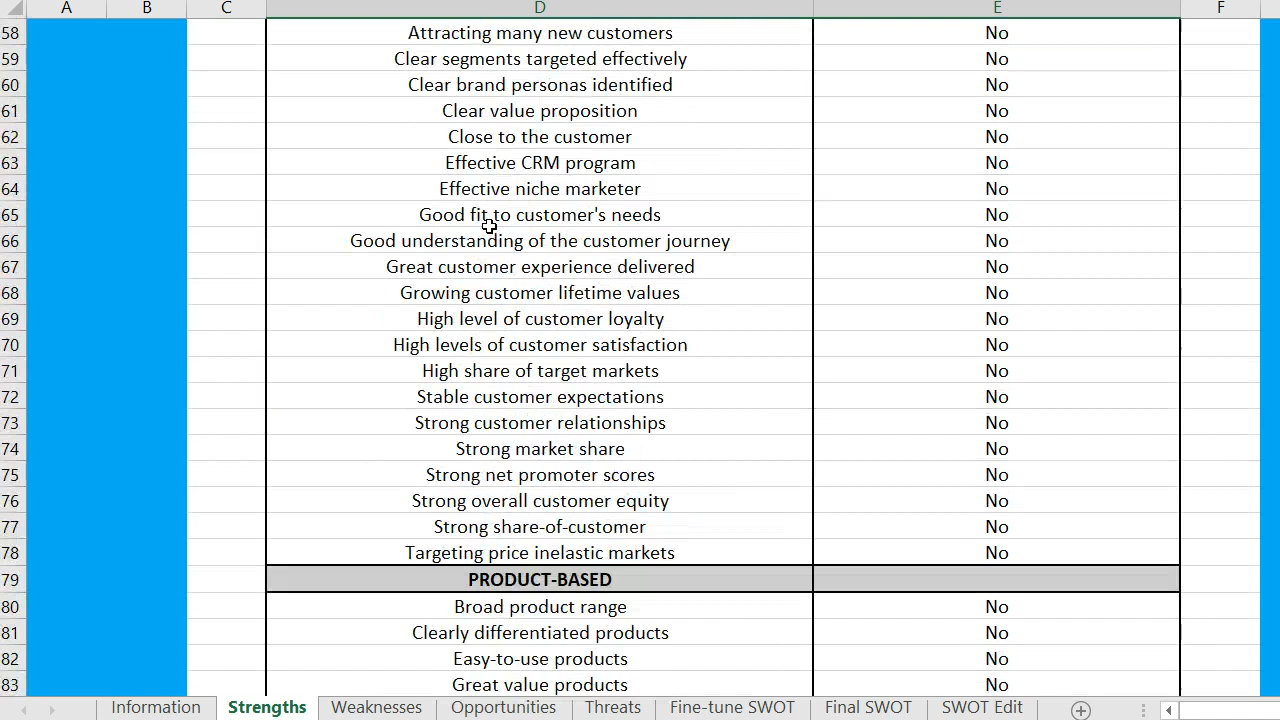 A B C D E F
58 Attracting many new customers No
59 Clear segments targeted effectively No
60 Clear brand personas identified No
61 Clear value proposition No
62 Close to the customer No
63 Effective CRM program No
64 Effective niche marketer No
65 Good fit to customer's needs No
66 Good understanding of the customer journey No
67 Great customer experience delivered No
68 Growing customer lifetime values No
69 High level of customer loyalty No
70 High levels of customer satisfaction No
71 High share of target markets No
72 Stable customer expectations No
73 Strong customer relationships No
74 Strong market share No
75 Strong net promoter scores No
76 Strong overall customer equity No
77 Strong share-of-customer No
78 Targeting price inelastic markets No
79 PRODUCT-BASED
80 Broad product range No
81 Clearly differentiated products No
82 Easy-to-use products No
83 Great value products No
Information Strengths Weaknesses Opportunities Threats Fine-tune SWOT Final SWOT SWOT Edit